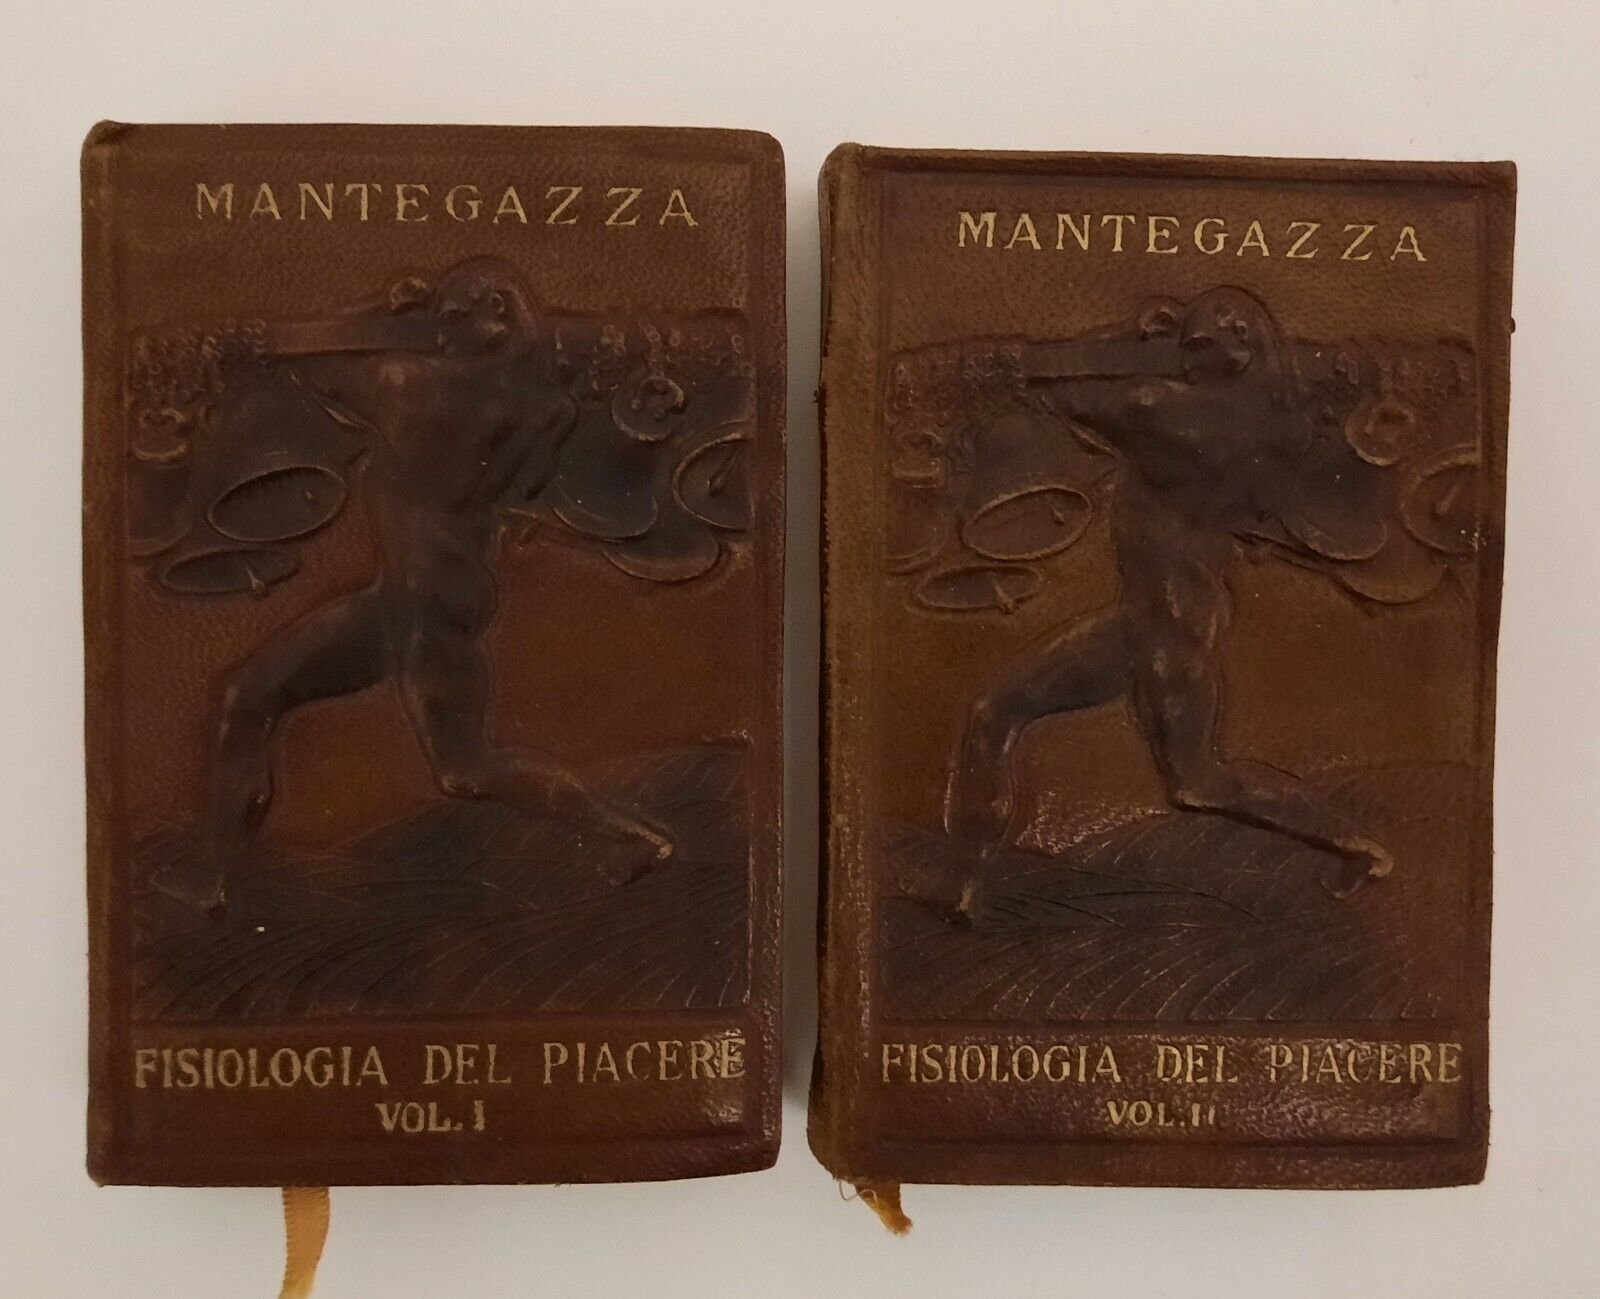 MANTEGAZZA
FISIOLOGIA DEL PIACERE
VOL. I
MANTEGAZZA
FISIOLOGIA DEL PIACERE
VOL. II